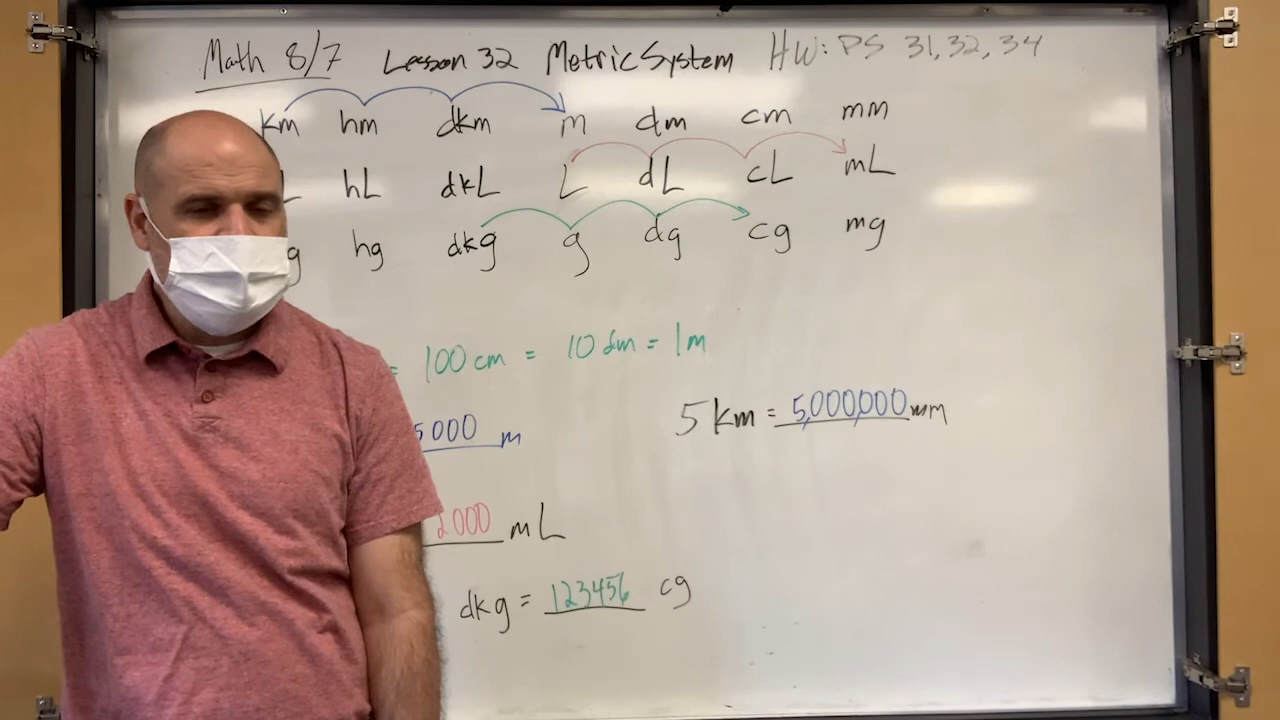 Math 8/7 Lesson 32 Metric System HW: PS 31, 32, 34
km hm dkm m dm cm mm
L hL dkL L dL cL mL
g hg dkg g dg cg mg
= 100 cm = 10 dm = 1 m
5000 m
5 km = 5,000,000 mm
2000 mL
dkg = 123456 cg